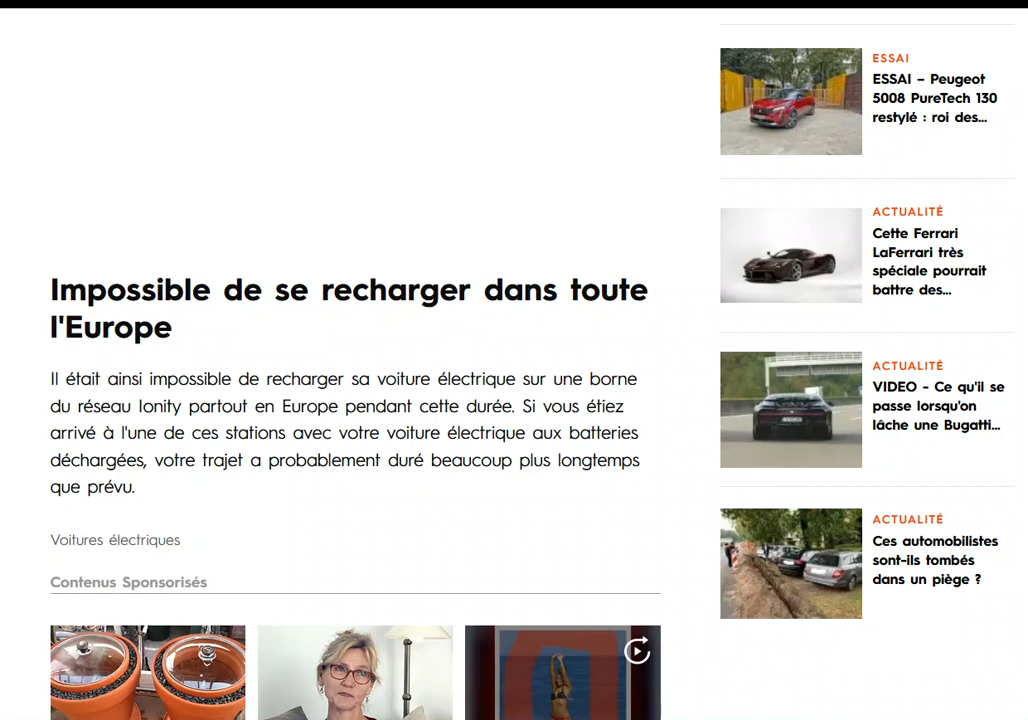 Impossible de se recharger dans toute
l'Europe
Il était ainsi impossible de recharger sa voiture électrique sur une borne
du réseau Ionity partout en Europe pendant cette durée. Si vous étiez
arrivé à l'une de ces stations avec votre voiture électrique aux batteries
déchargées, votre trajet a probablement duré beaucoup plus longtemps
que prévu.
Voitures électriques
Contenus Sponsorisés
ESSAI
ESSAI – Peugeot
5008 PureTech 130
restylé : roi des...
ACTUALITÉ
Cette Ferrari
LaFerrari très
spéciale pourrait
battre des...
ACTUALITÉ
VIDEO - Ce qu'il se
passe lorsqu'on
lâche une Bugatti...
ACTUALITÉ
Ces automobilistes
sont-ils tombés
dans un piège ?